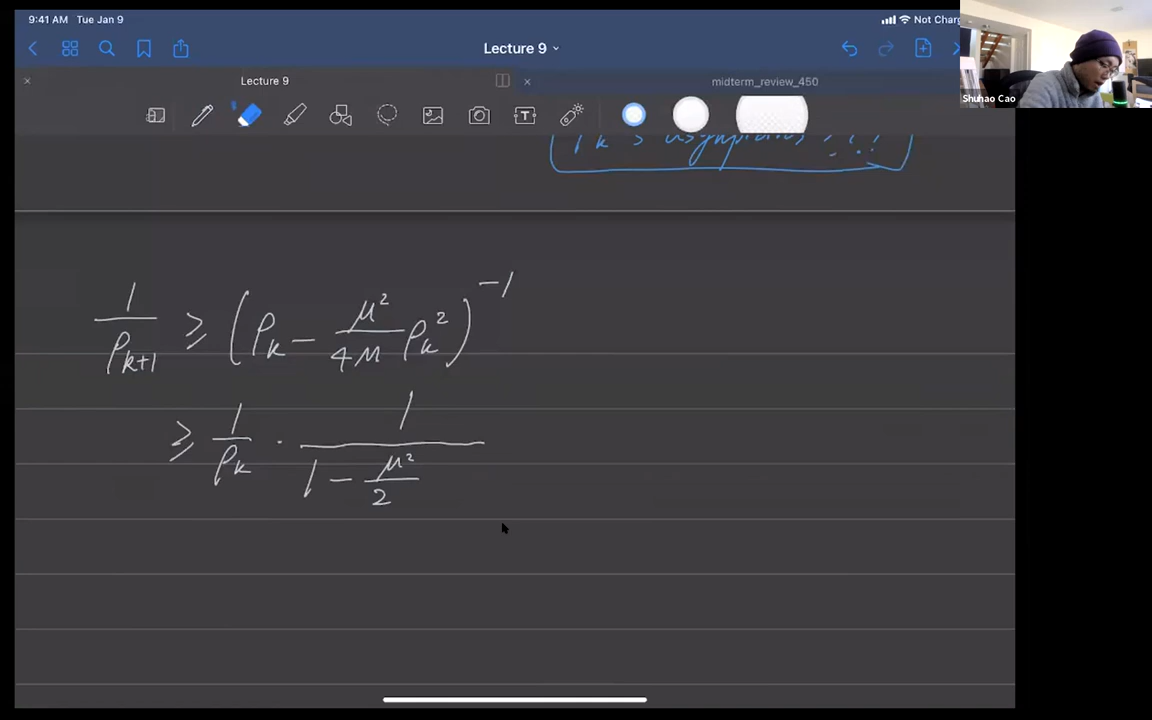 9:41 AM Tue Jan 9
Not Charg
Lecture 9
Shuhao Cao
Lecture 9
midterm_review_450
k's asymptotics !!!
1/ρ_{k+1} ≥ (ρ_k − μ²/4M ρ_k²)^{−1}
≥ 1/ρ_k · 1/(1 − μ²/2